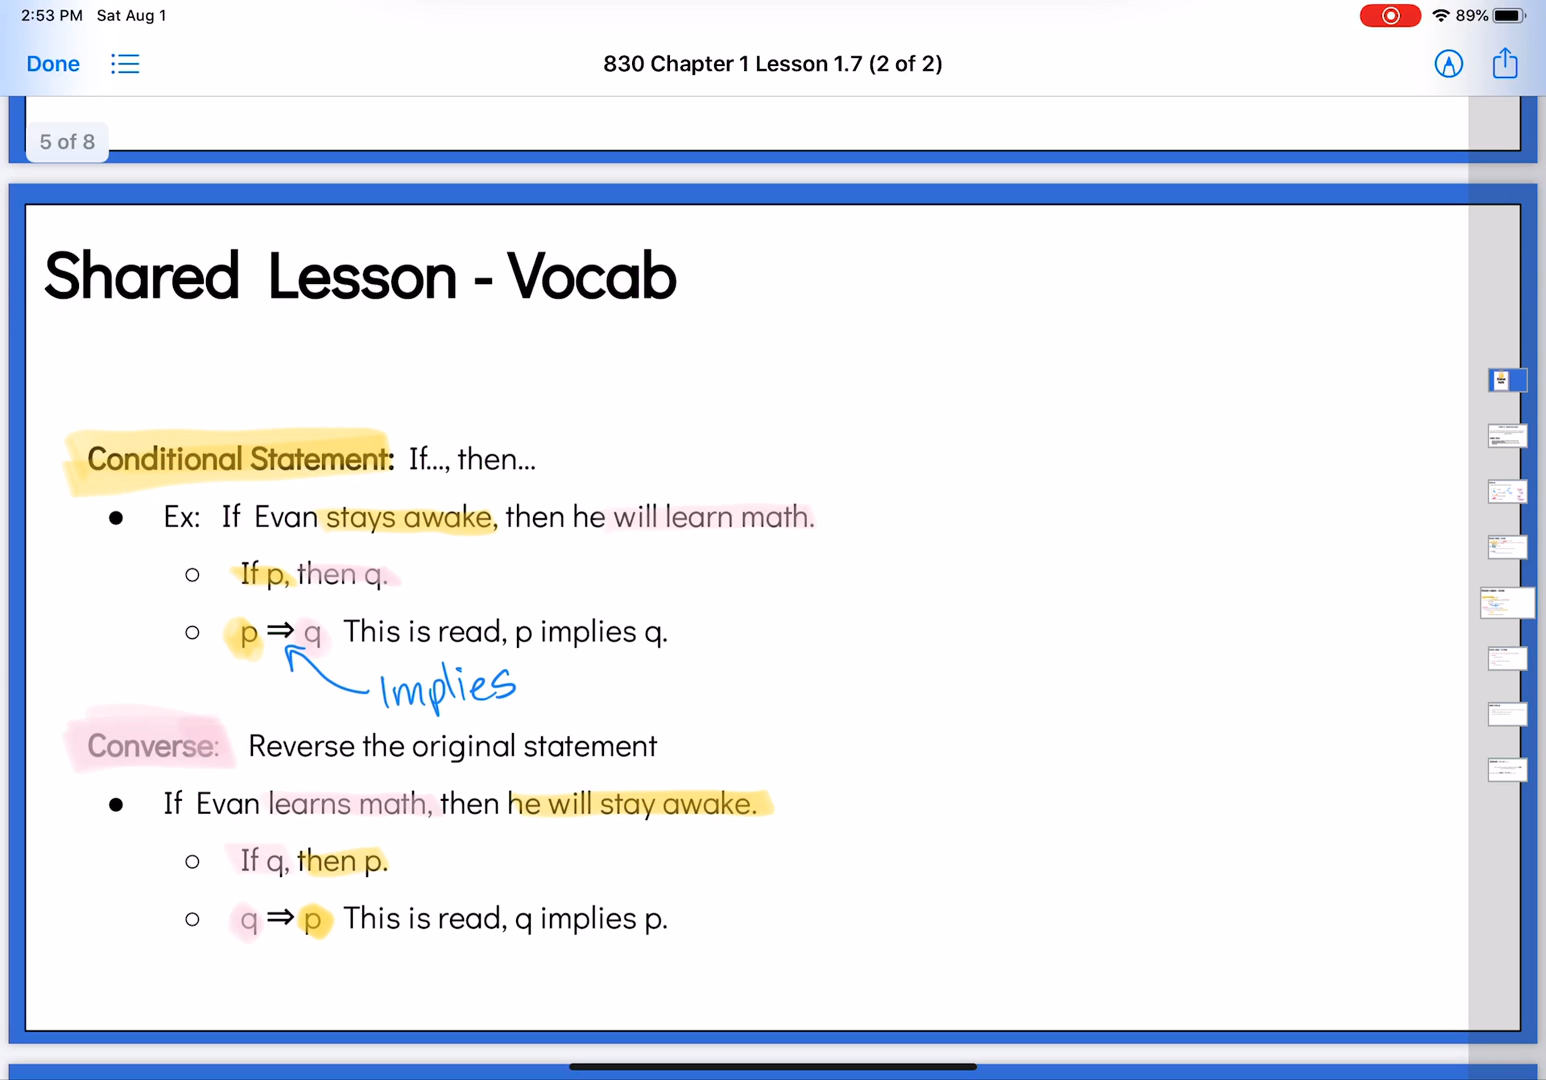 2:53 PM Sat Aug 1
89%
Done
830 Chapter 1 Lesson 1.7 (2 of 2)
5 of 8
Shared Lesson - Vocab
Conditional Statement: If..., then...
● Ex: If Evan stays awake, then he will learn math.
○ If p, then q.
○ p ⇒ q This is read, p implies q.
Implies
Converse: Reverse the original statement
● If Evan learns math, then he will stay awake.
○ If q, then p.
○ q ⇒ p This is read, q implies p.